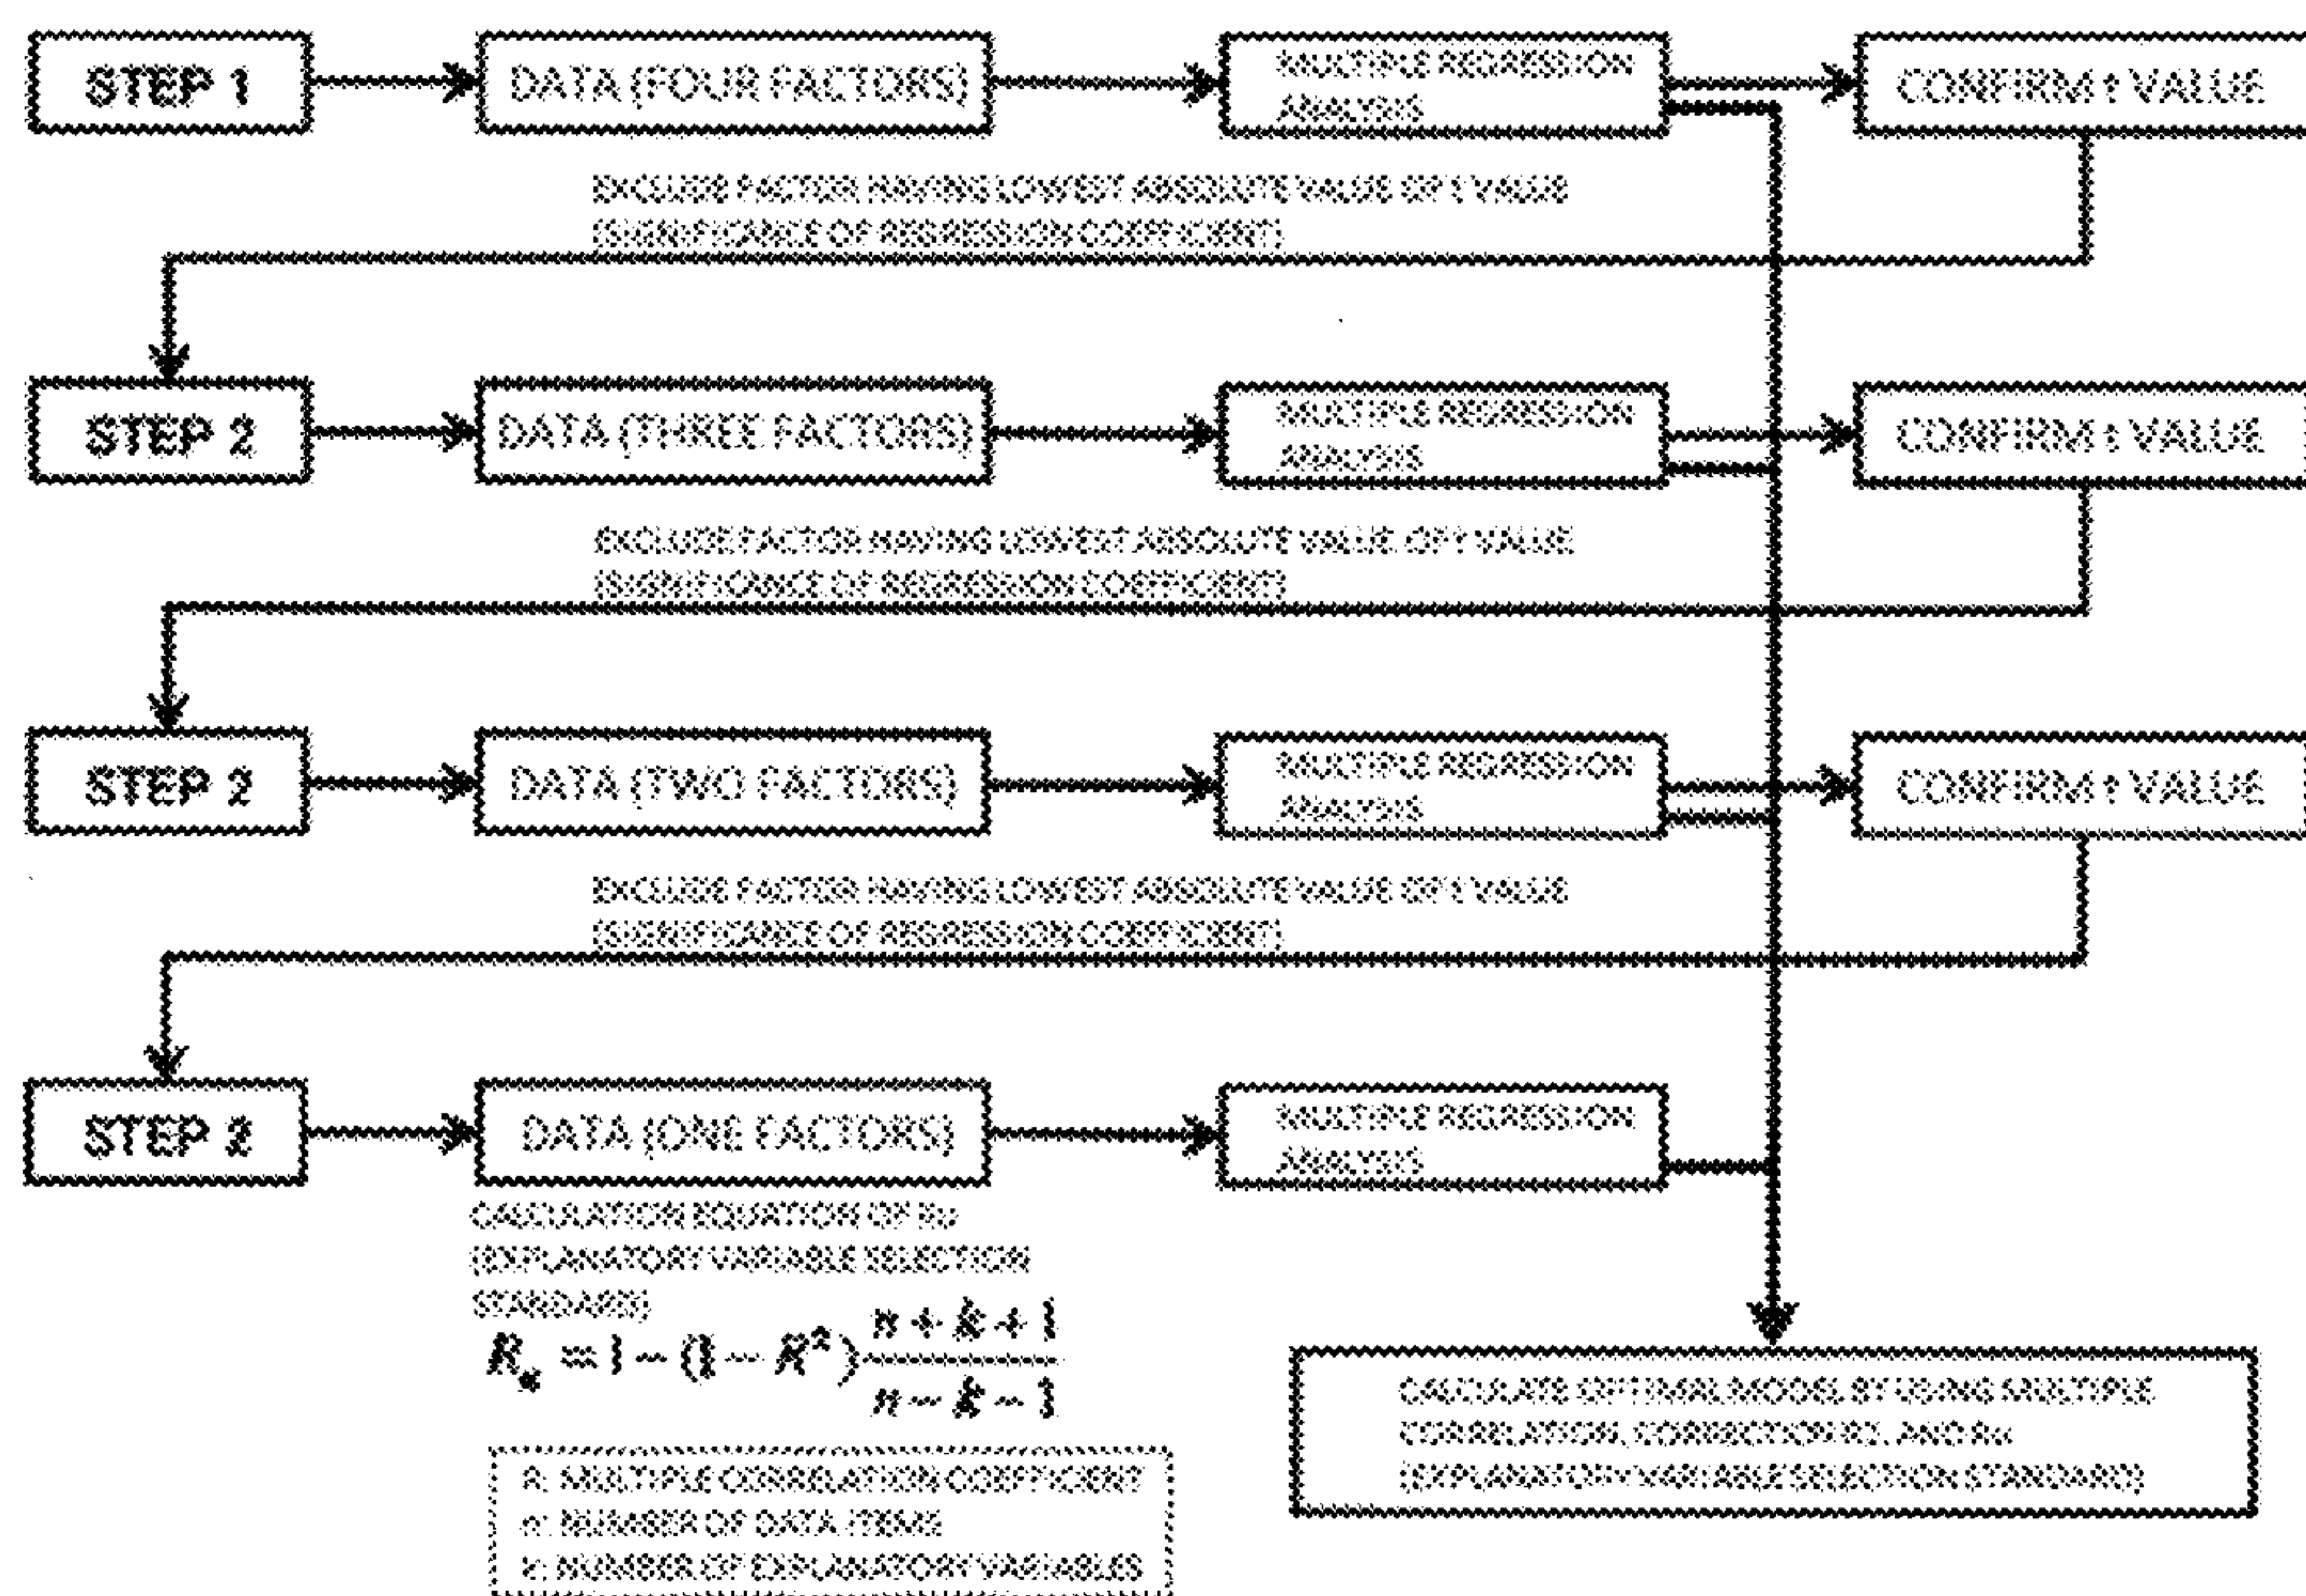 STEP 1
DATA (FOUR FACTORS)
MULTIPLE REGRESSION
ANALYSIS
CONFIRM t VALUE
EXCLUDE FACTOR HAVING LOWEST ABSOLUTE VALUE OF t VALUE
(SIGNIFICANCE OF REGRESSION COEFFICIENT)
STEP 2
DATA (THREE FACTORS)
MULTIPLE REGRESSION
ANALYSIS
CONFIRM t VALUE
EXCLUDE FACTOR HAVING LOWEST ABSOLUTE VALUE OF t VALUE
(SIGNIFICANCE OF REGRESSION COEFFICIENT)
STEP 2
DATA (TWO FACTORS)
MULTIPLE REGRESSION
ANALYSIS
CONFIRM t VALUE
EXCLUDE FACTOR HAVING LOWEST ABSOLUTE VALUE OF t VALUE
(SIGNIFICANCE OF REGRESSION COEFFICIENT)
STEP 2
DATA (ONE FACTORS)
MULTIPLE REGRESSION
ANALYSIS
CALCULATION EQUATION OF Ru
(EXPLANATORY VARIABLE SELECTION
STANDARD)
R = 1 - (1 - R²) (n + k + 1) / (n - k - 1)
R: MULTIPLE CORRELATION COEFFICIENT
n: NUMBER OF DATA ITEMS
k: NUMBER OF EXPLANATORY VARIABLES
CALCULATE OPTIMAL MODEL BY USING MULTIPLE
CORRELATION, CORRECTION R2, AND Ru
(EXPLANATORY VARIABLE SELECTION STANDARD)